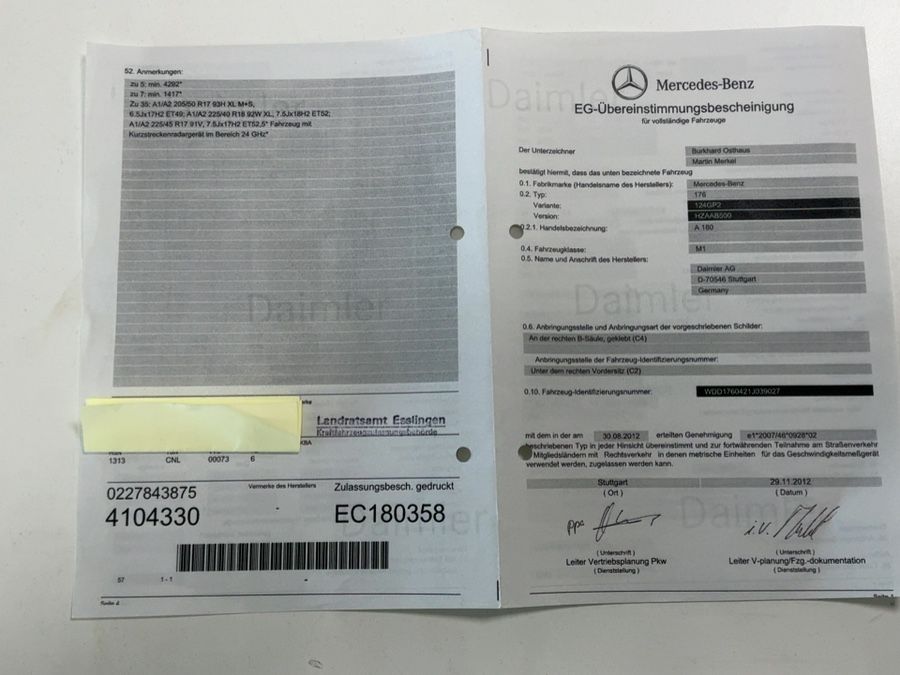 52. Anmerkungen:
zu 5: min. 4292*
zu 7: min. 1417*
Zu 35: A1/A2 205/50 R17 93H XL M+S,
6.5Jx17H2 ET49; A1/A2 225/40 R18 92W XL, 7.5Jx18H2 ET52;
A1/A2 225/45 R17 91V, 7.5Jx17H2 ET52,5* Fahrzeug mit
Kurzstreckenradargerät im Bereich 24 GHz*
Daimler
Landratsamt Esslingen
Kraftfahrzeugzulassungsbehörde
KBA
1313 CNL 00073 6
0227843875 Vermerke des Herstellers Zulassungsbesch. gedruckt
4104330 - EC180358
57 1-1 -
Seite 4
Mercedes-Benz
EG-Übereinstimmungsbescheinigung
für vollständige Fahrzeuge
Der Unterzeichner Burkhard Osthaus
Martin Merkel
bestätigt hiermit, dass das unten bezeichnete Fahrzeug
0.1. Fabrikmarke (Handelsname des Herstellers): Mercedes-Benz
0.2. Typ: 176
Variante: 124GP2
Version: HZAAB500
0.2.1. Handelsbezeichnung: A 180
0.4. Fahrzeugklasse: M1
0.5. Name und Anschrift des Herstellers:
Daimler AG
D-70546 Stuttgart
Germany
Daimler
0.6. Anbringungsstelle und Anbringungsart der vorgeschriebenen Schilder:
An der rechten B-Säule, geklebt (C4)
Anbringungsstelle der Fahrzeug-Identifizierungsnummer:
Unter dem rechten Vordersitz (C2)
0.10. Fahrzeug-Identifizierungsnummer: WDD1760421J039027
mit dem in der am 30.08.2012 erteilten Genehmigung e1*2007/46*0928*02
beschriebenen Typ in jeder Hinsicht übereinstimmt und zur fortwährenden Teilnahme am Straßenverkehr
Mitgliedsländern mit Rechtsverkehr in denen metrische Einheiten für das Geschwindigkeitsmeßgerät
verwendet werden, zugelassen werden kann.
Stuttgart 29.11.2012
( Ort ) ( Datum )
ppa i.V.
( Unterschrift ) ( Unterschrift )
Leiter Vertriebsplanung Pkw Leiter V-planung/Fzg.-dokumentation
( Dienststellung ) ( Dienststellung )